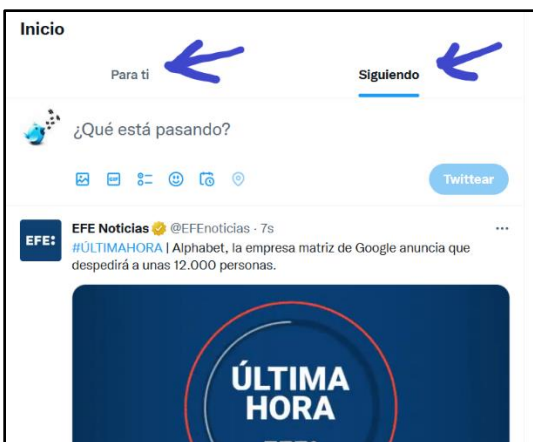 Inicio
Para ti
Siguiendo
¿Qué está pasando?
GIF
Twittear
EFE:
EFE Noticias @EFEnoticias · 7s
#ÚLTIMAHORA | Alphabet, la empresa matriz de Google anuncia que
despedirá a unas 12.000 personas.
ÚLTIMA
HORA